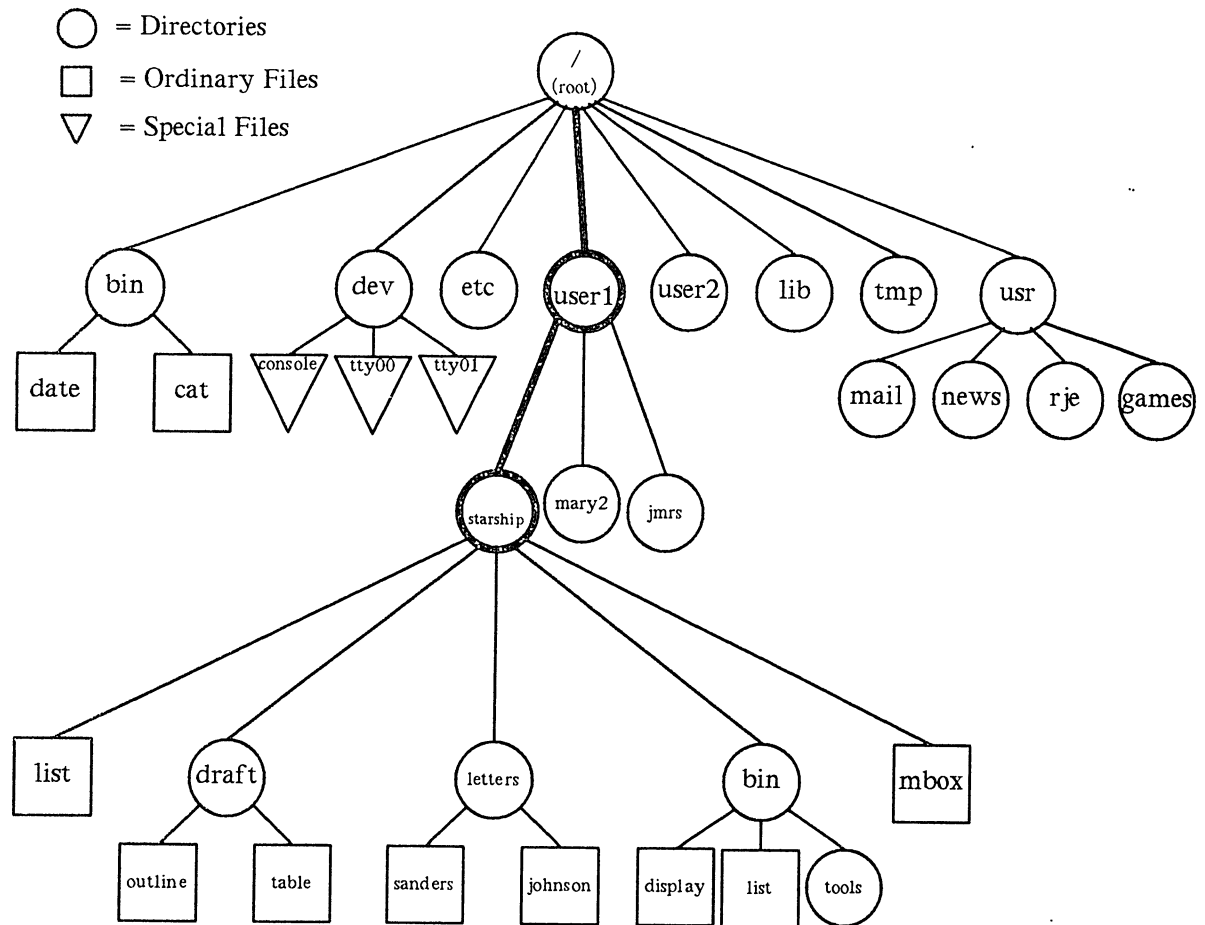 = Directories
= Ordinary Files
= Special Files
/
(root)
bin
dev
etc
user1
user2
lib
tmp
usr
date
cat
console
tty00
tty01
mail
news
rje
games
starship
mary2
jmrs
list
draft
letters
bin
mbox
outline
table
sanders
johnson
display
list
tools